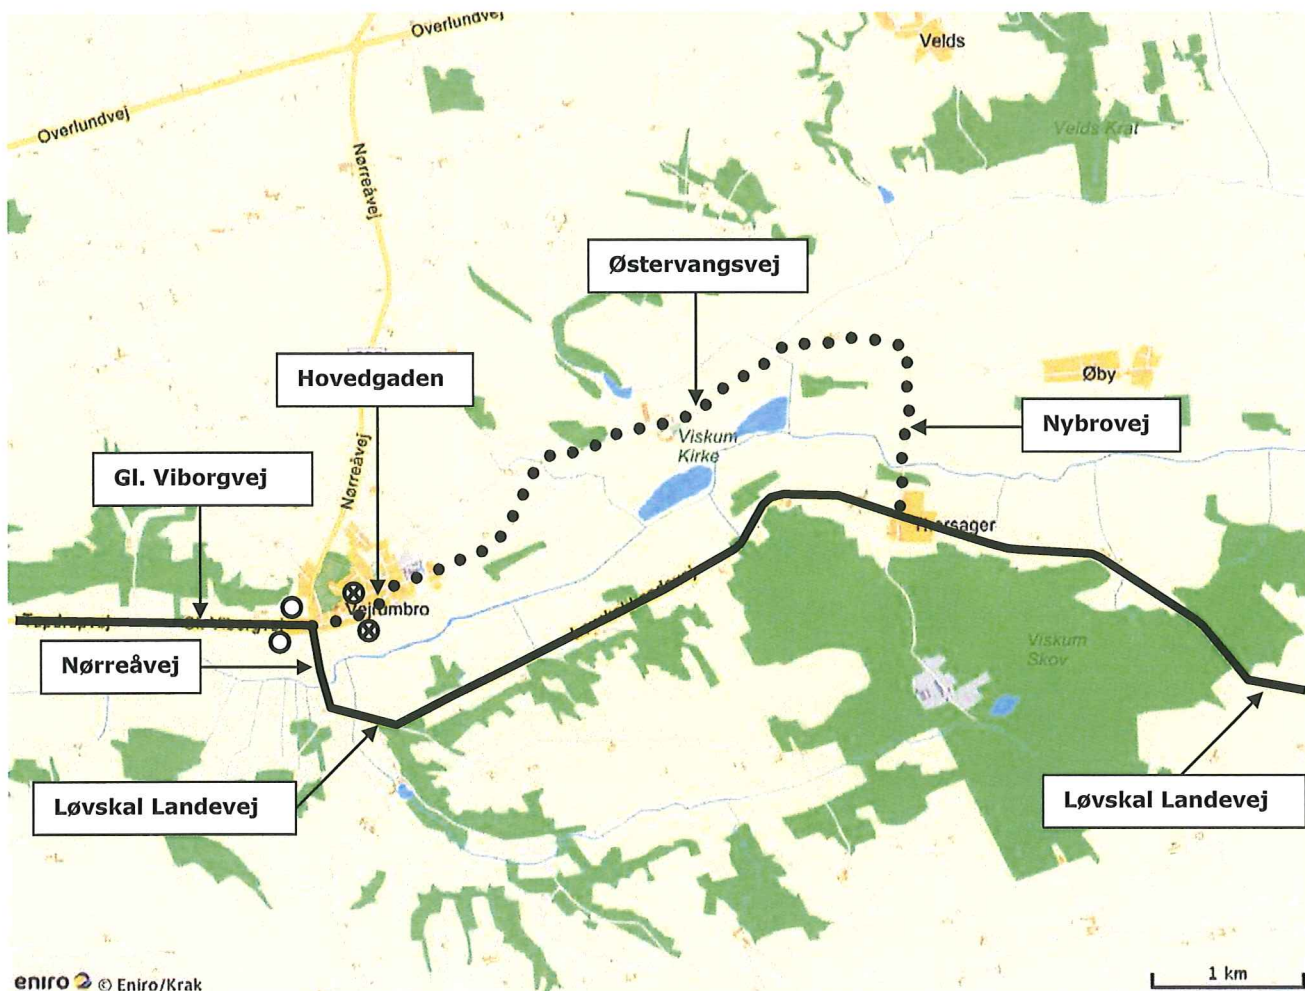 Overlundvej
Velds
Overlundvej
Velds Krat
Nørreåvej
Østervangsvej
Hovedgaden
Øby
Nybrovej
Viskum
Kirke
Nørreåvej
Gl. Viborgvej
Thorsager
Vejrumbro
Nørreåvej
Viskum
Skov
Løvskal Landevej
Løvskal Landevej
eniro © Eniro/Krak
1 km